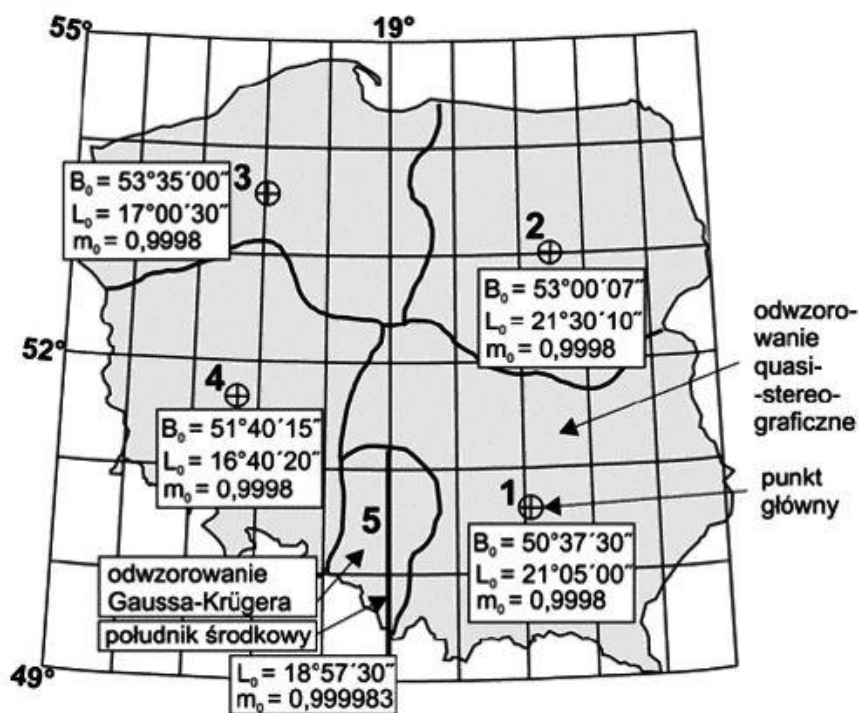 55°
19°
3
B₀ = 53°35´00˝
L₀ = 17°00´30˝
m₀ = 0,9998
2
B₀ = 53°00´07˝
L₀ = 21°30´10˝
m₀ = 0,9998
odwzoro-
wanie
quasi-
-stereo-
graficzne
52°
4
B₀ = 51°40´15˝
L₀ = 16°40´20˝
m₀ = 0,9998
1
punkt
główny
B₀ = 50°37´30˝
L₀ = 21°05´00˝
m₀ = 0,9998
5
odwzorowanie
Gaussa-Krügera
południk środkowy
L₀ = 18°57´30˝
m₀ = 0,999983
49°